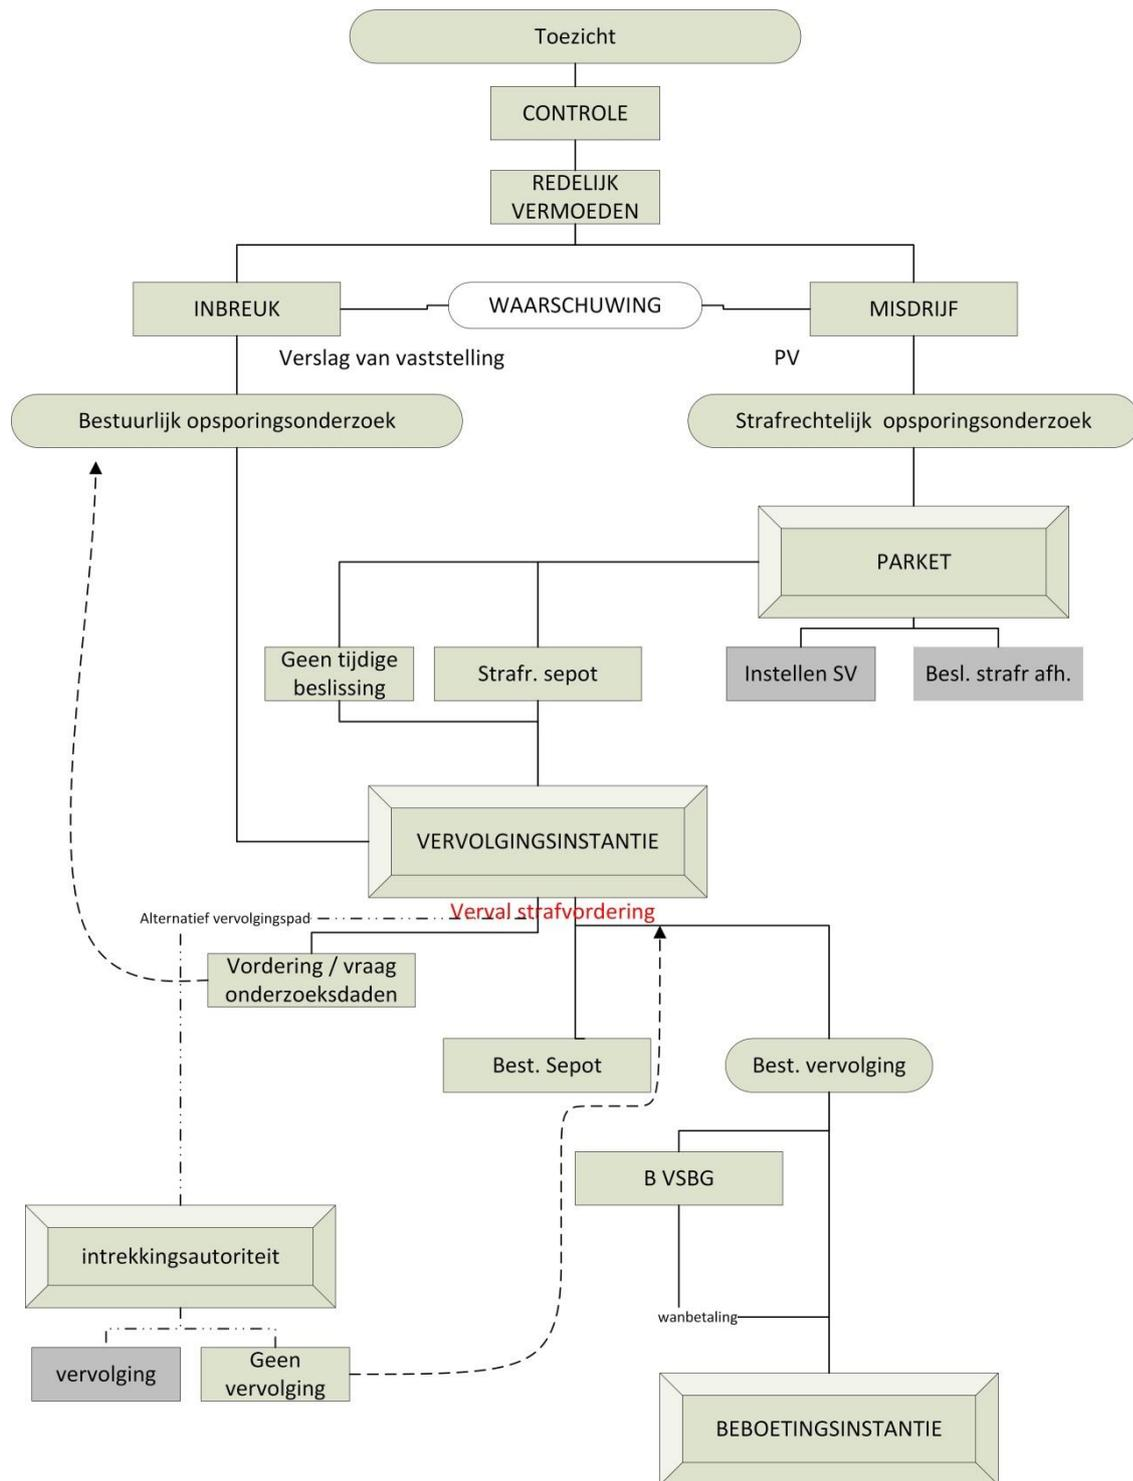 Toezicht
CONTROLE
REDELIJK
VERMOEDEN
INBREUK
WAARSCHUWING
MISDRIJF
Verslag van vaststelling
PV
Bestuurlijk opsporingsonderzoek
Strafrechtelijk opsporingsonderzoek
PARKET
Geen tijdige
beslissing
Strafr. sepot
Instellen SV
Besl. strafr afh.
VERVOLGINGSINSTANTIE
Verval strafvordering
Alternatief vervolgingspad
Vordering / vraag
onderzoeksdaden
Best. Sepot
Best. vervolging
B VSBG
intrekkingsautoriteit
wanbetaling
vervolging
Geen
vervolging
BEBOETINGSINSTANTIE